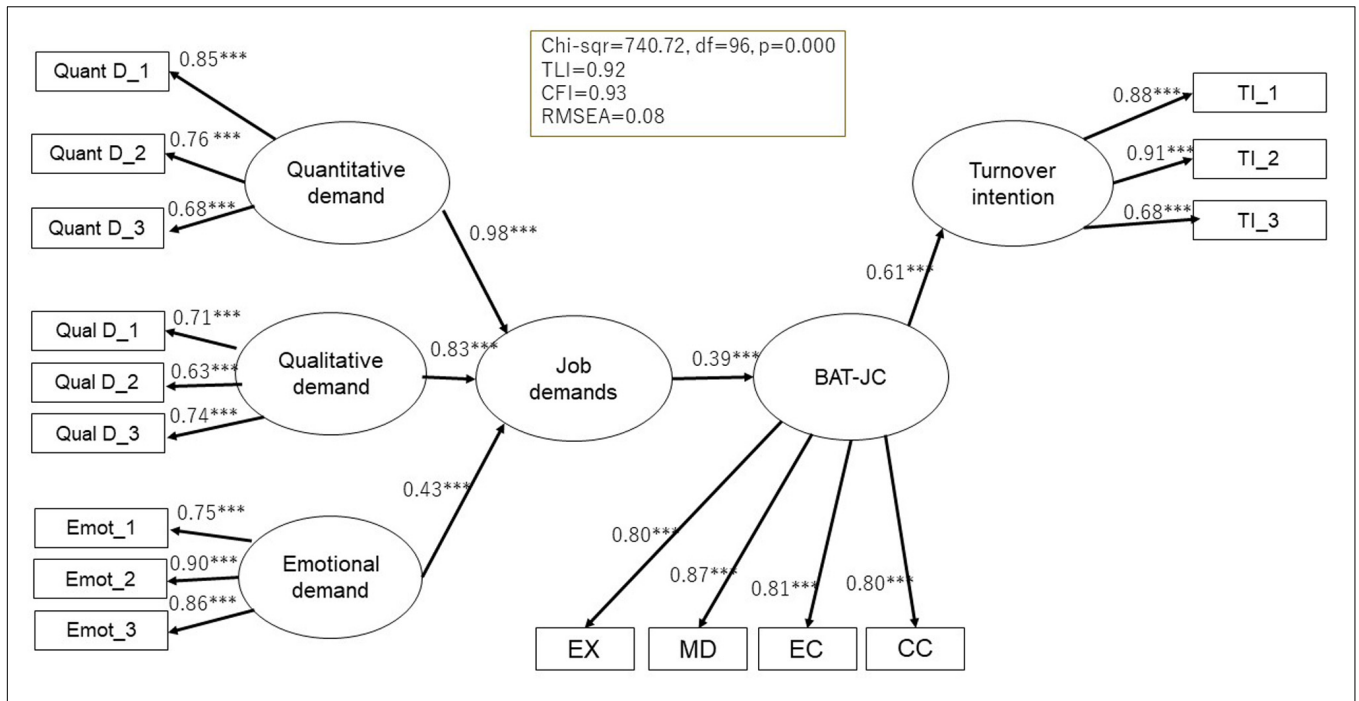 Chi-sqr=740.72, df=96, p=0.000
TLI=0.92
CFI=0.93
RMSEA=0.08
Quant D_1
0.85***
Quant D_2
0.76 ***
Quant D_3
0.68***
Quantitative
demand
0.98***
Qual D_1
0.71***
Qual D_2
0.63***
Qual D_3
0.74***
Qualitative
demand
0.83***
Emot_1
0.75***
Emot_2
0.90***
Emot_3
0.86***
Emotional
demand
0.43***
Job
demands
0.39***
BAT-JC
0.61***
Turnover
intention
0.88***
TI_1
0.91***
TI_2
0.68***
TI_3
0.80***
0.87***
0.81***
0.80***
EX
MD
EC
CC